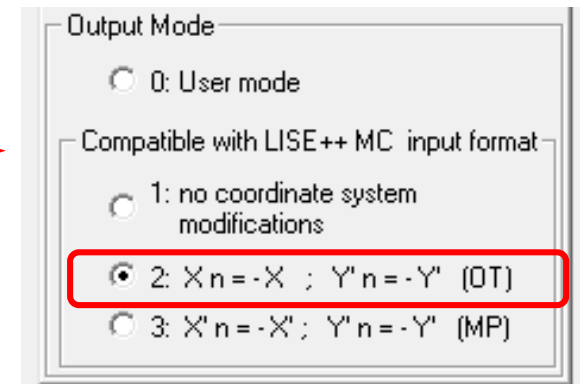 Output Mode
0: User mode
Compatible with LISE++ MC input format
1: no coordinate system
modifications
2: X n = - X ; Y' n = - Y' (OT)
3: X' n = - X' ; Y' n = - Y' (MP)